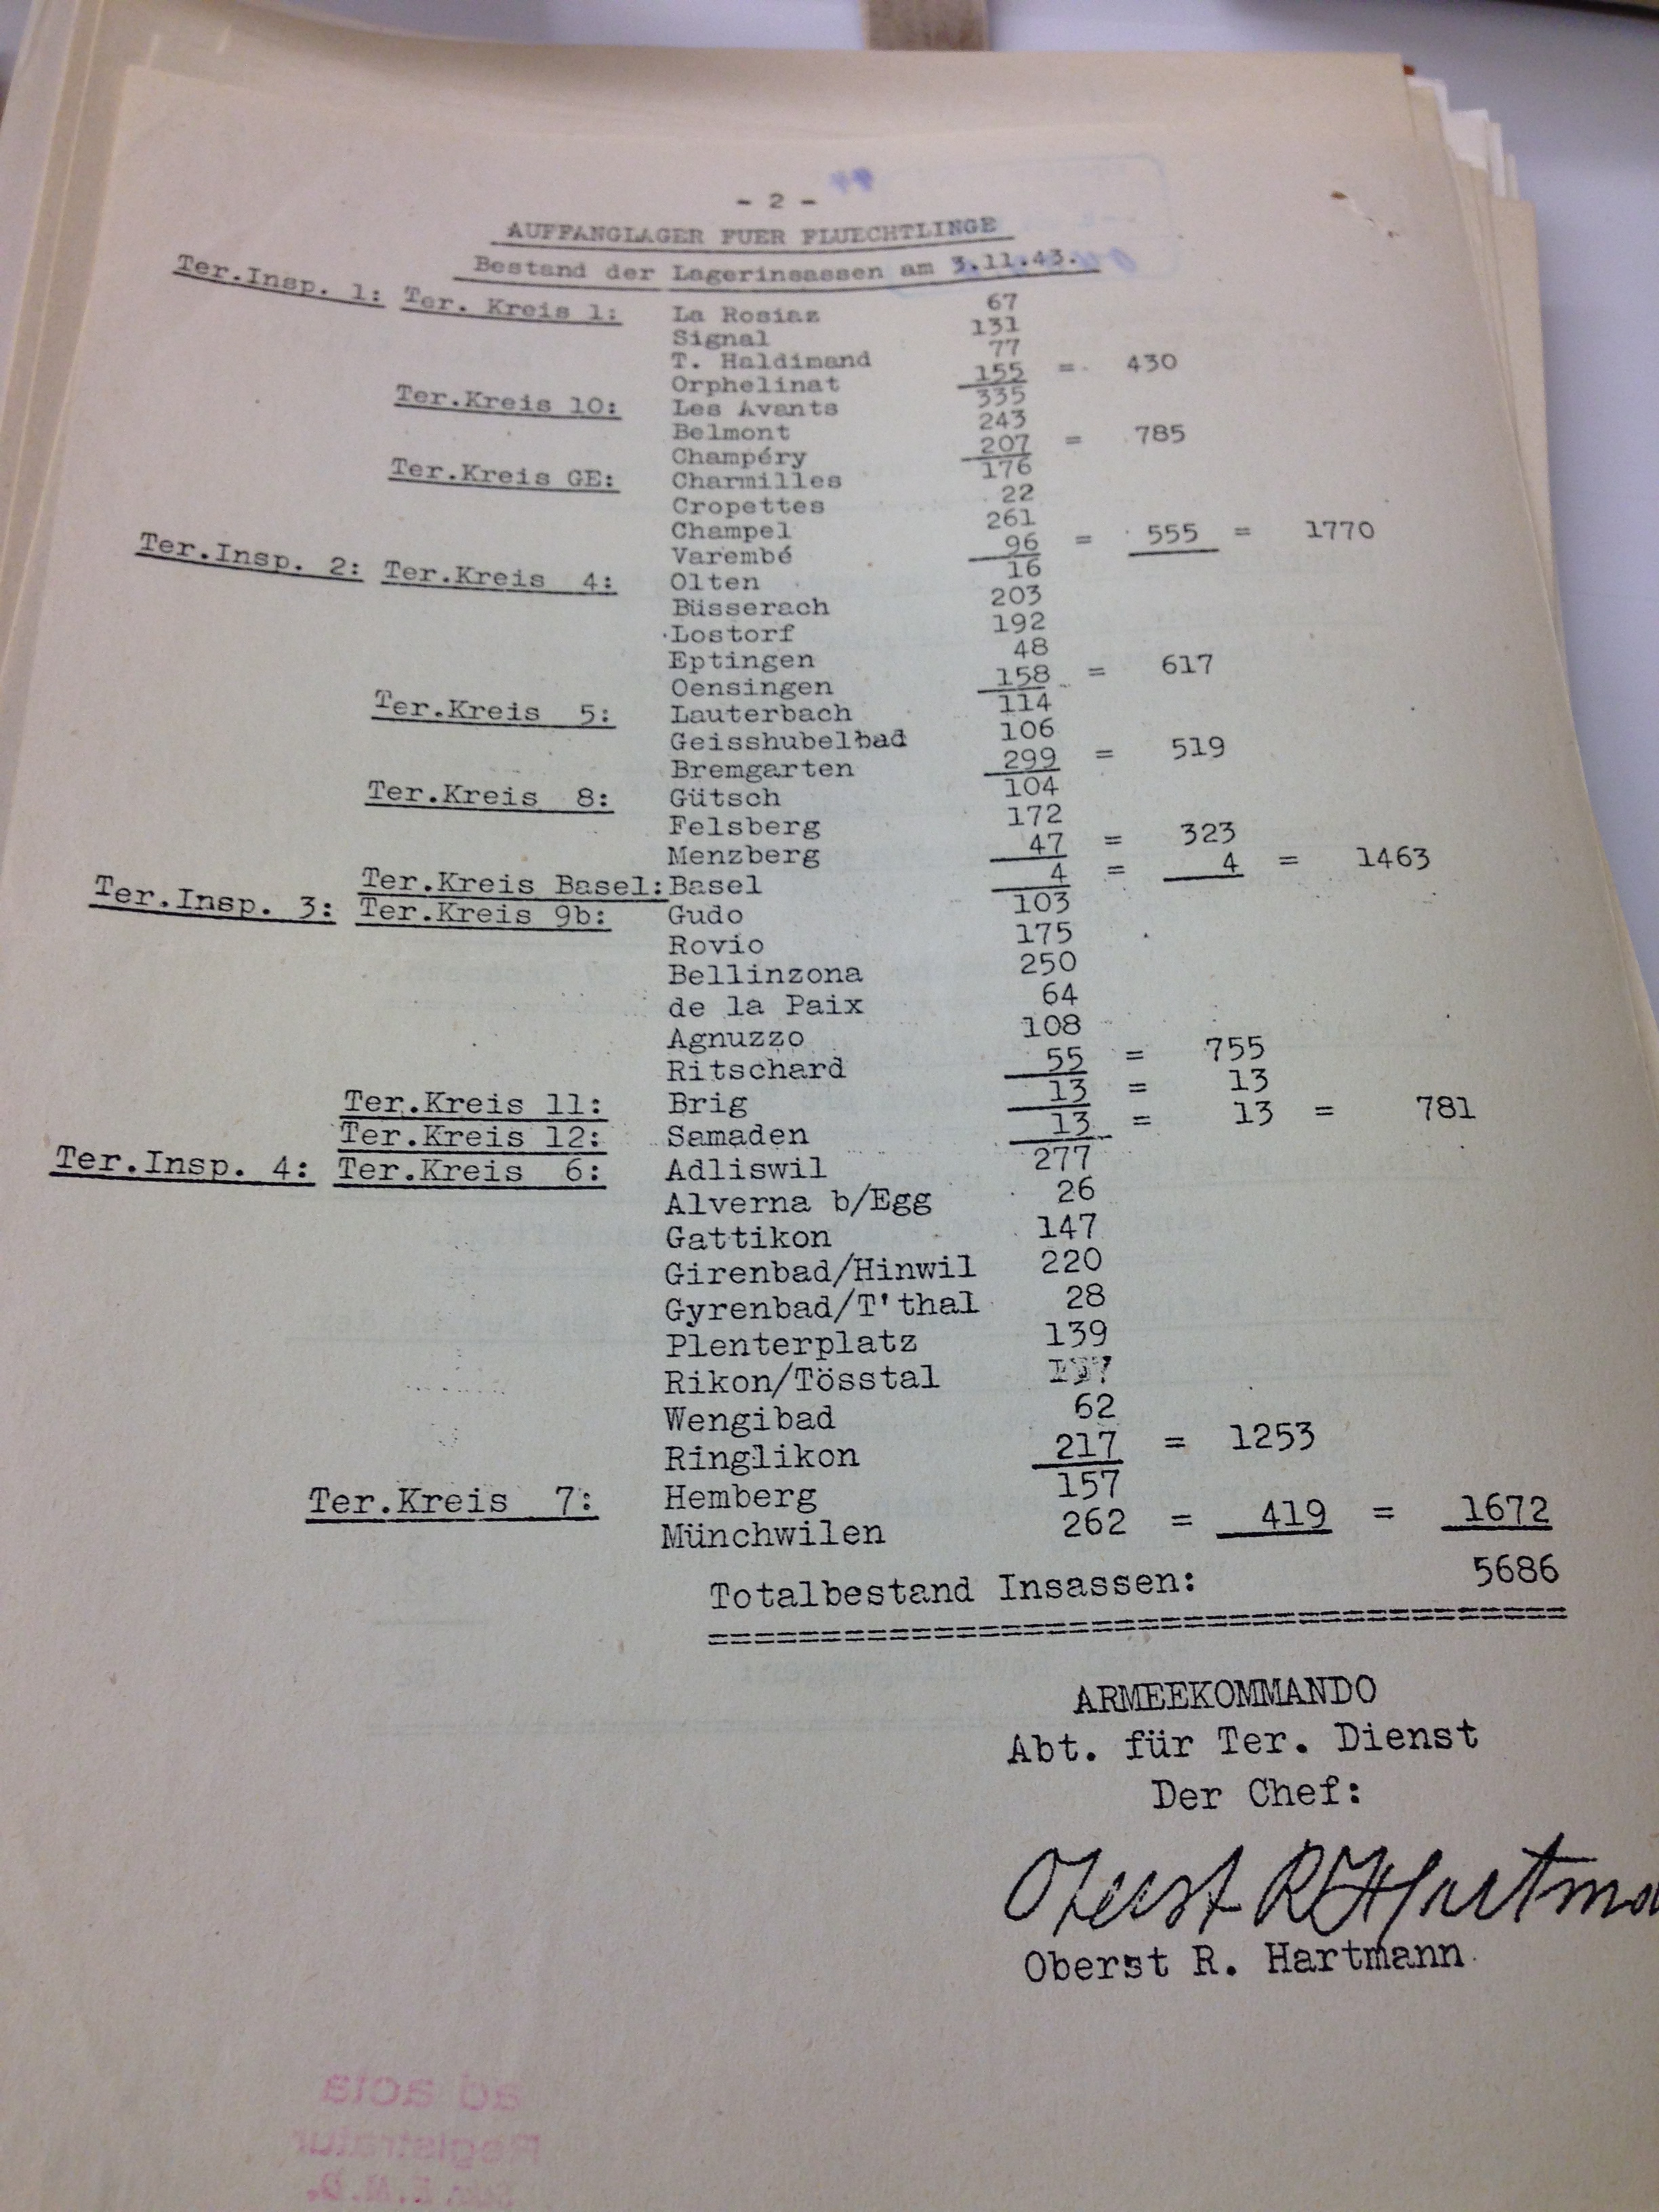 - 2 -
AUFFANGLAGER FUER FLUECHTLINGE
Bestand der Lagerinsassen am 3.11.43.
Ter.Insp. 1: Ter. Kreis 1: La Rosiaz 67
Signal 131
T. Haldimand 77
Orphelinat 155 = 430
Ter.Kreis 10: Les Avants 335
Belmont 243
Champéry 207 = 785
Ter.Kreis GE: Charmilles 176
Cropettes 22
Champel 261
Varembé 96 = 555 = 1770
Ter.Insp. 2: Ter.Kreis 4: Olten 16
Büsserach 203
Lostorf 192
Eptingen 48
Oensingen 158 = 617
Ter.Kreis 5: Lauterbach 114
Geisshubelbad 106
Bremgarten 299 = 519
Ter.Kreis 8: Gütsch 104
Felsberg 172
Menzberg 47 = 323
Ter.Kreis Basel: Basel 4 = 4 = 1463
Ter.Insp. 3: Ter.Kreis 9b: Gudo 103
Rovio 175
Bellinzona 250
de la Paix 64
Agnuzzo 108
Ritschard 55 = 755
Ter.Kreis 11: Brig 13 = 13
Ter.Kreis 12: Samaden 13 = 13 = 781
Ter.Insp. 4: Ter.Kreis 6: Adliswil 277
Alverna b/Egg 26
Gattikon 147
Girenbad/Hinwil 220
Gyrenbad/T'thal 28
Plenterplatz 139
Rikon/Tösstal 137
Wengibad 62
Ringlikon 217 = 1253
Ter.Kreis 7: Hemberg 157
Münchwilen 262 = 419 = 1672
Totalbestand Insassen: 5686
ARMEEKOMMANDO
Abt. für Ter. Dienst
Der Chef:
Oberst R. Hartma
Oberst R. Hartmann
ad acta
Registratur